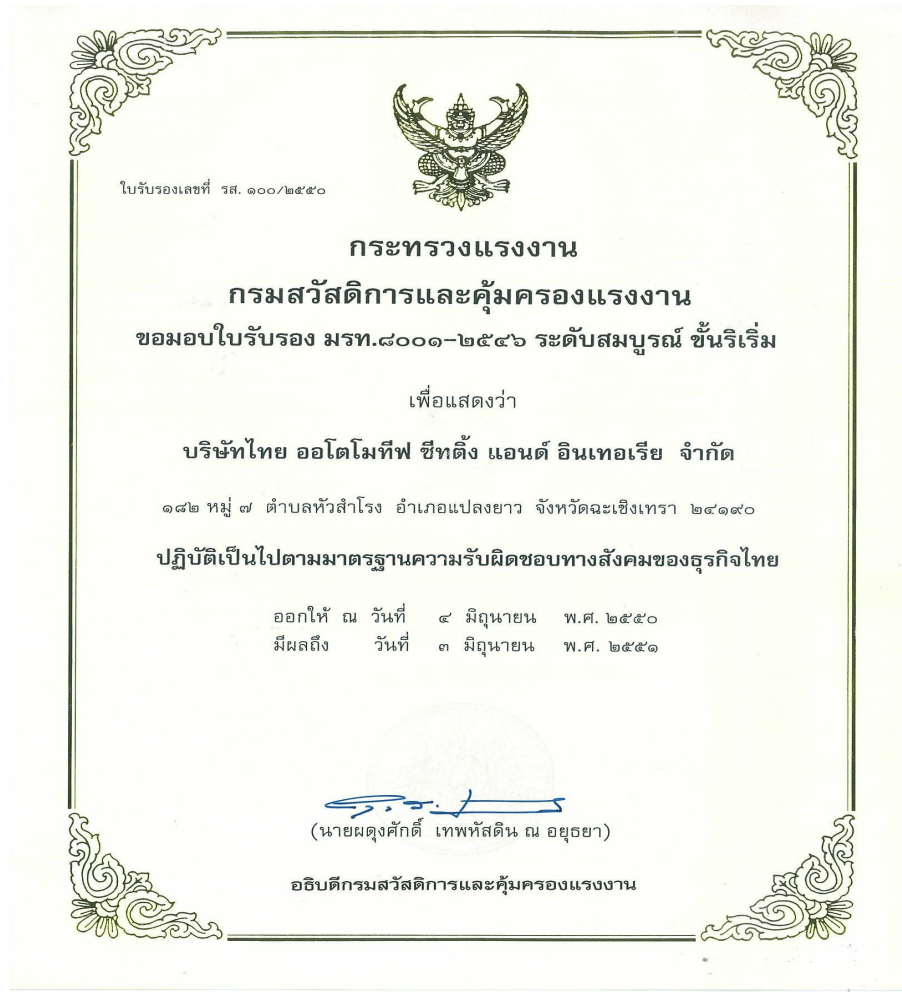 ใบรับรองเลขที่ รส. ๑๐๐/๒๕๕๐
กระทรวงแรงงาน
กรมสวัสดิการและคุ้มครองแรงงาน
ขอมอบใบรับรอง มรท.๘๐๐๑-๒๕๔๖ ระดับสมบูรณ์ ขั้นริเริ่ม
เพื่อแสดงว่า
บริษัทไทย ออโตโมทีฟ ซีทติ้ง แอนด์ อินเทอเรีย จำกัด
๑๘๒ หมู่ ๗ ตำบลหัวสำโรง อำเภอแปลงยาว จังหวัดฉะเชิงเทรา ๒๔๑๙๐
ปฏิบัติเป็นไปตามมาตรฐานความรับผิดชอบทางสังคมของธุรกิจไทย
ออกให้ ณ วันที่ ๔ มิถุนายน พ.ศ. ๒๕๕๐
มีผลถึง วันที่ ๓ มิถุนายน พ.ศ. ๒๕๕๑
(นายผดุงศักดิ์ เทพหัสดิน ณ อยุธยา)
อธิบดีกรมสวัสดิการและคุ้มครองแรงงาน